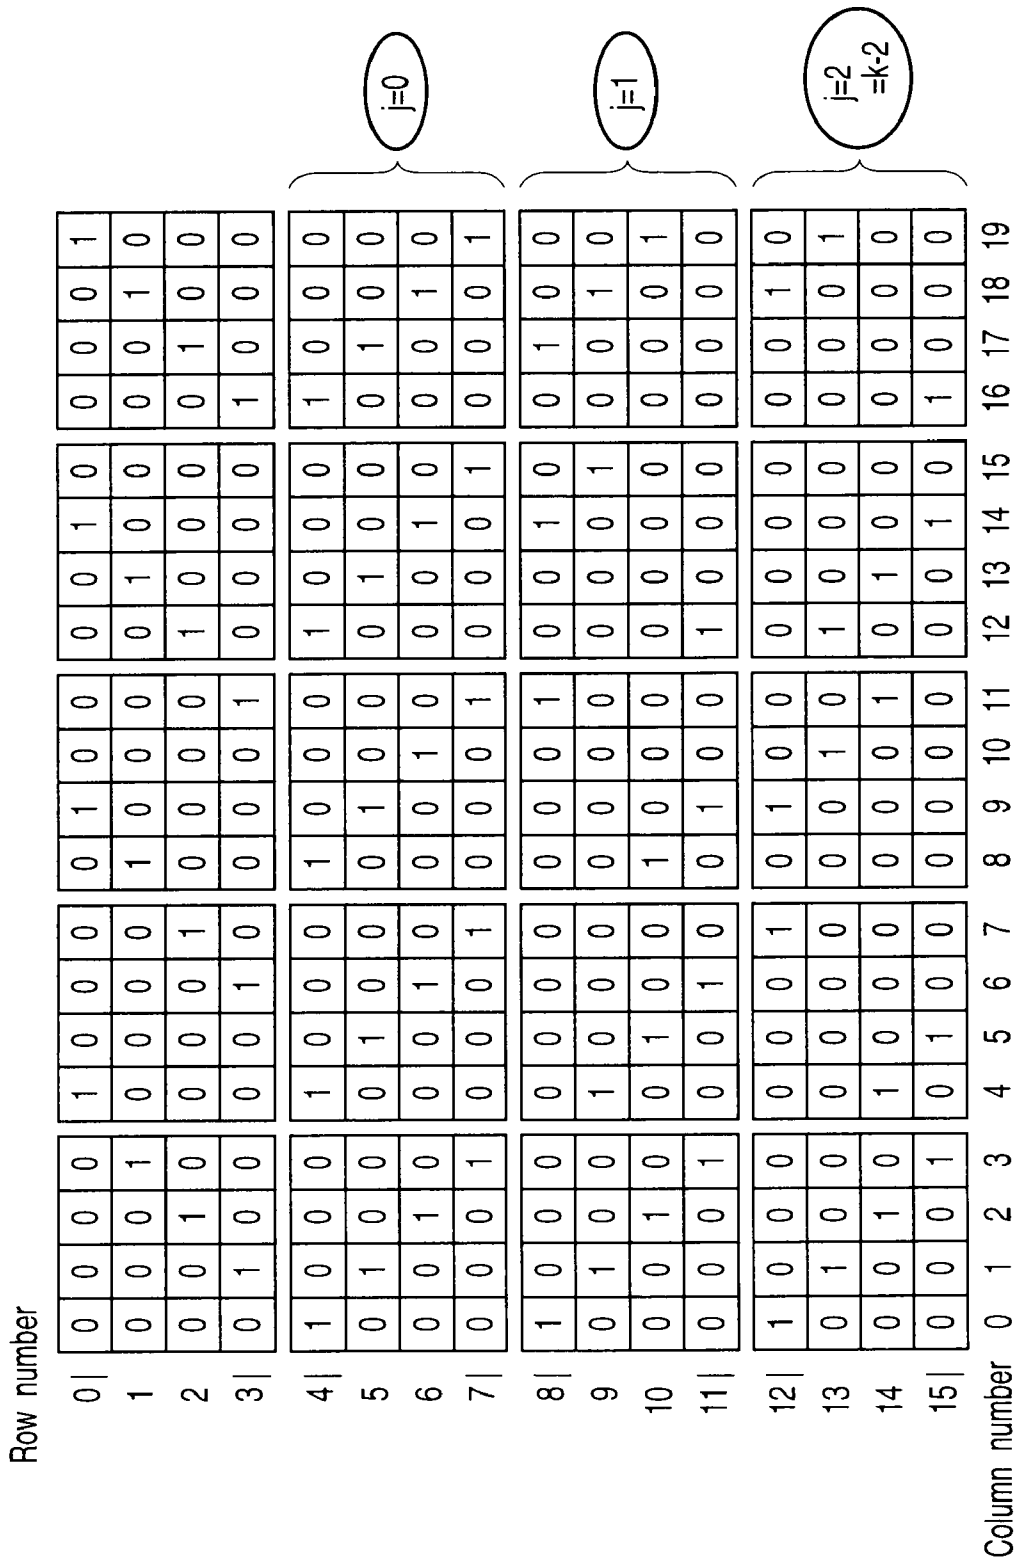 Row number
0 0 0 0 0 1 0 0 0 0 1 0 0 0 0 1 0 0 0 0 1
1 0 0 0 1 0 0 0 0 1 0 0 0 0 1 0 0 0 0 1 0
2 0 0 1 0 0 0 0 1 0 0 0 0 1 0 0 0 0 1 0 0
3 0 1 0 0 0 0 1 0 0 0 0 1 0 0 0 0 1 0 0 0
4 1 0 0 0 1 0 0 0 1 0 0 0 1 0 0 0 1 0 0 0
5 0 1 0 0 0 1 0 0 0 1 0 0 0 1 0 0 0 1 0 0
6 0 0 1 0 0 0 1 0 0 0 1 0 0 0 1 0 0 0 1 0
7 0 0 0 1 0 0 0 1 0 0 0 1 0 0 0 1 0 0 0 1
j=0
8 1 0 0 0 0 0 0 0 0 0 0 1 0 0 1 0 0 1 0 0
9 0 1 0 0 1 0 0 0 0 0 0 0 0 0 0 1 0 0 1 0
10 0 0 1 0 0 1 0 0 1 0 0 0 0 0 0 0 0 0 0 1
11 0 0 0 1 0 0 1 0 0 1 0 0 1 0 0 0 0 0 0 0
j=1
12 1 0 0 0 0 0 0 1 0 1 0 0 0 0 0 0 0 0 1 0
13 0 1 0 0 0 0 0 0 0 0 1 0 1 0 0 0 0 0 0 1
14 0 0 1 0 1 0 0 0 0 0 0 1 0 1 0 0 0 0 0 0
15 0 0 0 1 0 1 0 0 0 0 0 0 0 0 1 0 1 0 0 0
j=2
=k-2
Column number 0 1 2 3 4 5 6 7 8 9 10 11 12 13 14 15 16 17 18 19